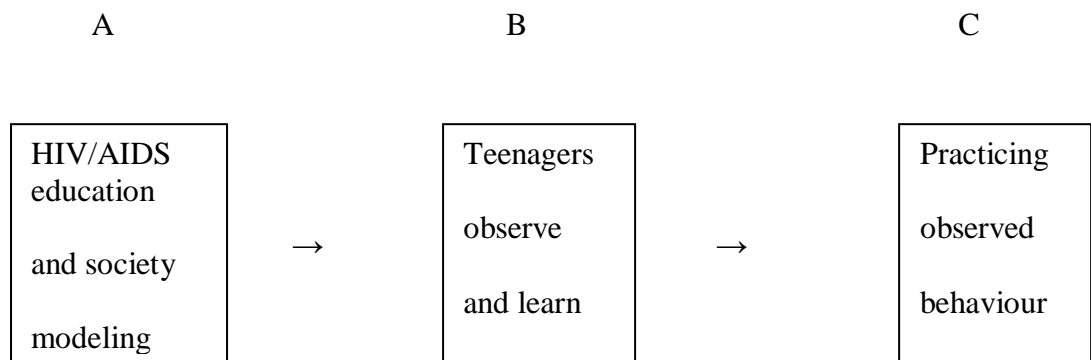 A B C
HIV/AIDS
education
and society
modeling
→
Teenagers
observe
and learn
→
Practicing
observed
behaviour